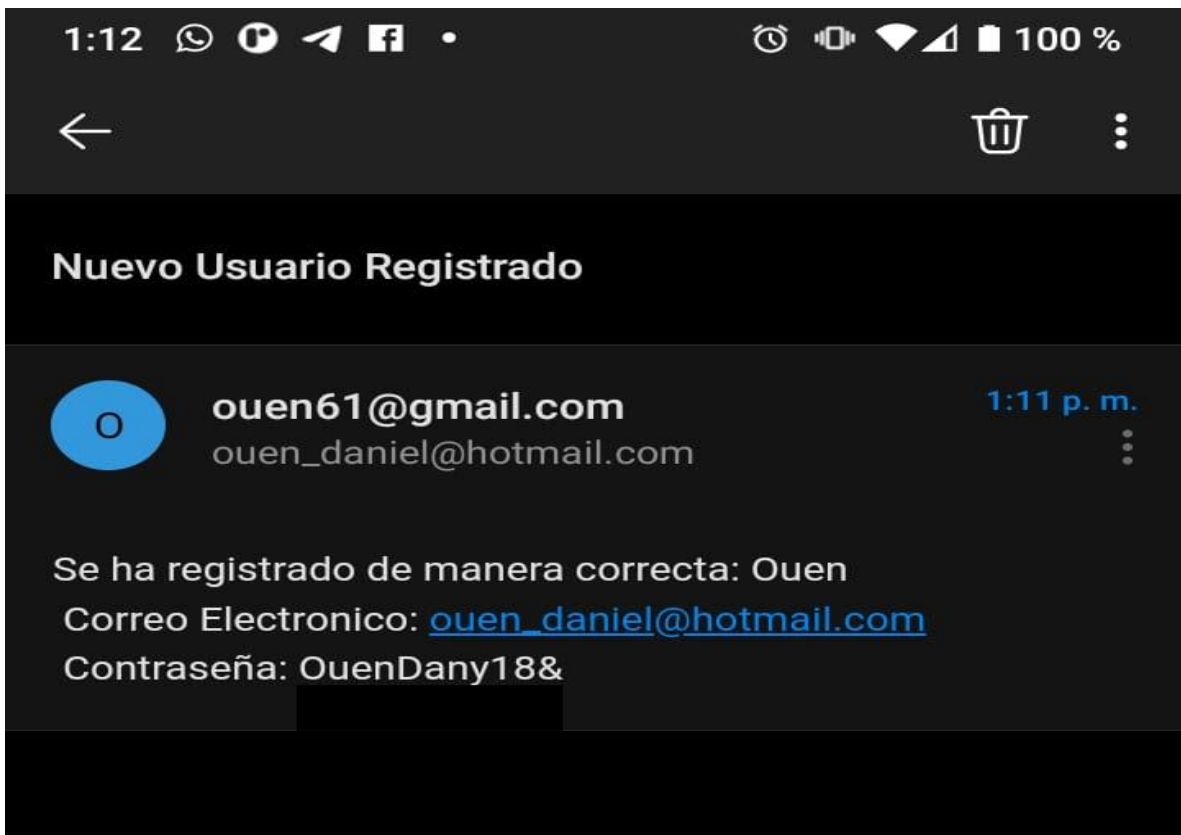 1:12 100 %
Nuevo Usuario Registrado
O ouen61@gmail.com 1:11 p. m.
ouen_daniel@hotmail.com
Se ha registrado de manera correcta: Ouen
Correo Electronico: ouen_daniel@hotmail.com
Contraseña: OuenDany18&